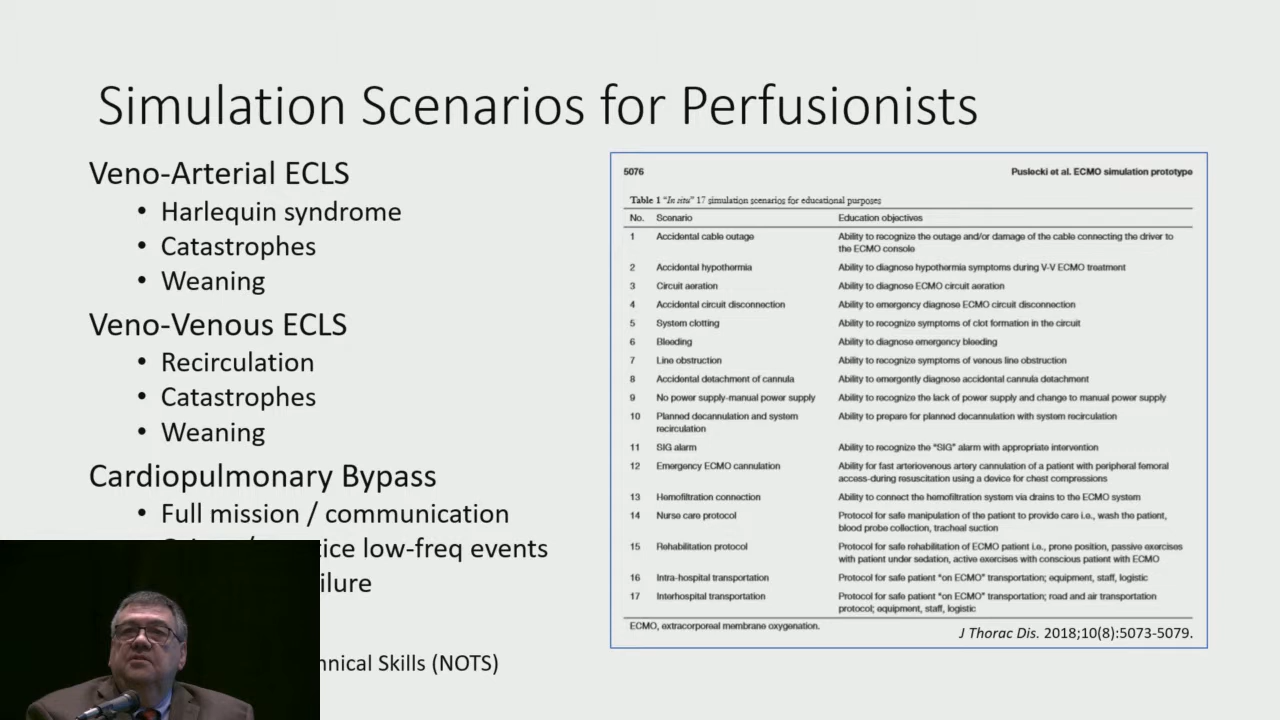 Simulation Scenarios for Perfusionists
Veno-Arterial ECLS
• Harlequin syndrome
• Catastrophes
• Weaning
Veno-Venous ECLS
• Recirculation
• Catastrophes
• Weaning
Cardiopulmonary Bypass
• Full mission / communication
low-freq events
Skills (NOTS)
5076 Puslecki et al. ECMO simulation prototype
Table 1 “In situ” 17 simulation scenarios for educational purposes
No. Scenario Education objectives
1 Accidental cable outage Ability to recognize the outage and/or damage of the cable connecting the driver to
the ECMO console
2 Accidental hypothermia Ability to diagnose hypothermia symptoms during V-V ECMO treatment
3 Circuit aeration Ability to diagnose ECMO circuit aeration
4 Accidental circuit disconnection Ability to emergency diagnose ECMO circuit disconnection
5 System clotting Ability to recognize symptoms of clot formation in the circuit
6 Bleeding Ability to diagnose emergency bleeding
7 Line obstruction Ability to recognize symptoms of venous line obstruction
8 Accidental detachment of cannula Ability to emergently diagnose accidental cannula detachment
9 No power supply-manual power supply Ability to recognize the lack of power supply and change to manual power supply
10 Planned decannulation and system Ability to prepare for planned decannulation with system recirculation
recirculation
11 SIG alarm Ability to recognize the “SIG” alarm with appropriate intervention
12 Emergency ECMO cannulation Ability for fast arteriovenous artery cannulation of a patient with peripheral femoral
access-during resuscitation using a device for chest compressions
13 Hemofiltration connection Ability to connect the hemofiltration system via drains to the ECMO system
14 Nurse care protocol Protocol for safe manipulation of the patient to provide care i.e., wash the patient,
blood probe collection, tracheal suction
15 Rehabilitation protocol Protocol for safe rehabilitation of ECMO patient i.e., prone position, passive exercises
with patient under sedation, active exercises with conscious patient with ECMO
16 Intra-hospital transportation Protocol for safe patient “on ECMO” transportation; equipment, staff, logistic
17 Interhospital transportation Protocol for safe patient “on ECMO” transportation; road and air transportation
protocol; equipment, staff, logistic
ECMO, extracorporeal membrane oxygenation.
J Thorac Dis. 2018;10(8):5073-5079.